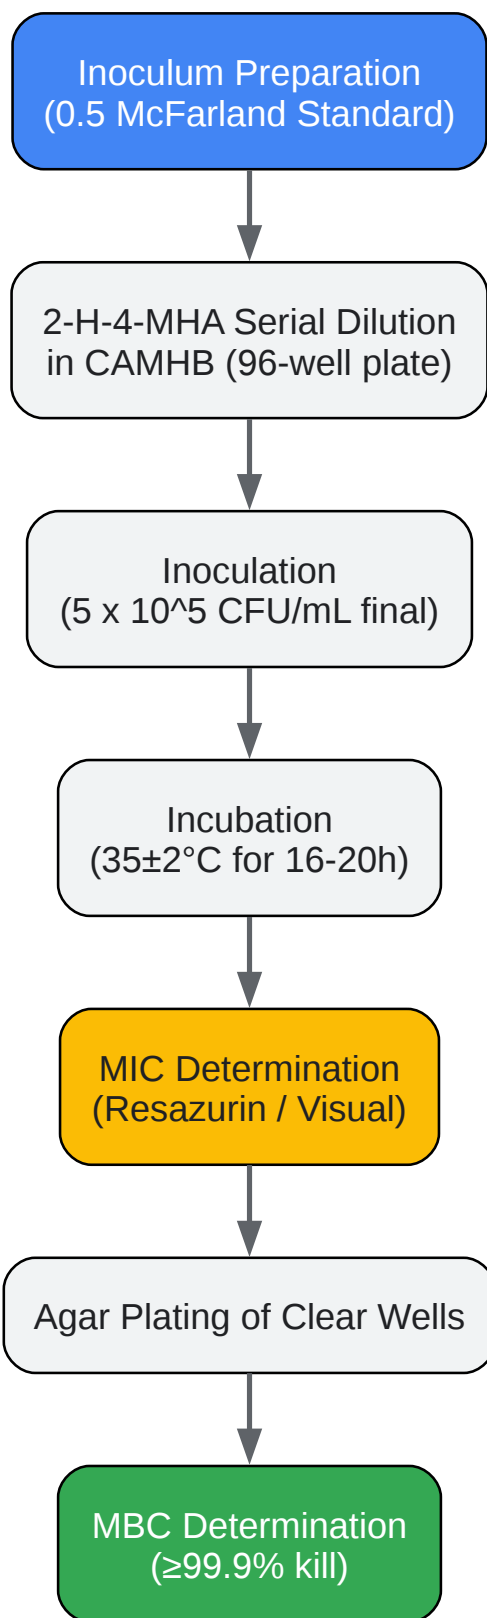 Inoculum Preparation
(0.5 McFarland Standard)
2-H-4-MHA Serial Dilution
in CAMHB (96-well plate)
Inoculation
(5 x 10^5 CFU/mL final)
Incubation
(35±2°C for 16-20h)
MIC Determination
(Resazurin / Visual)
Agar Plating of Clear Wells
MBC Determination
(≥99.9% kill)